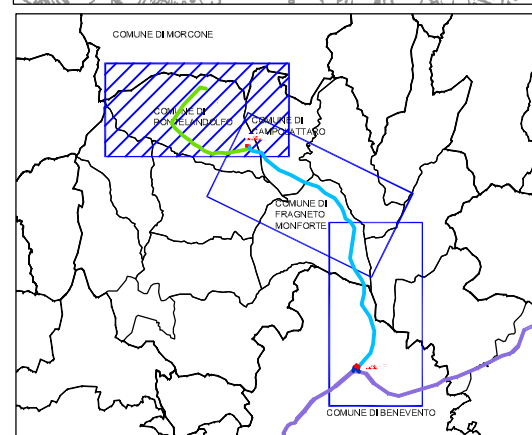 COMUNE DI MORCONE
COMUNE DI
PONTELANDOLFO
COMUNE DI
CAMPOLATTARO
COMUNE DI
FRAGNETO
MONFORTE
COMUNE DI BENEVENTO